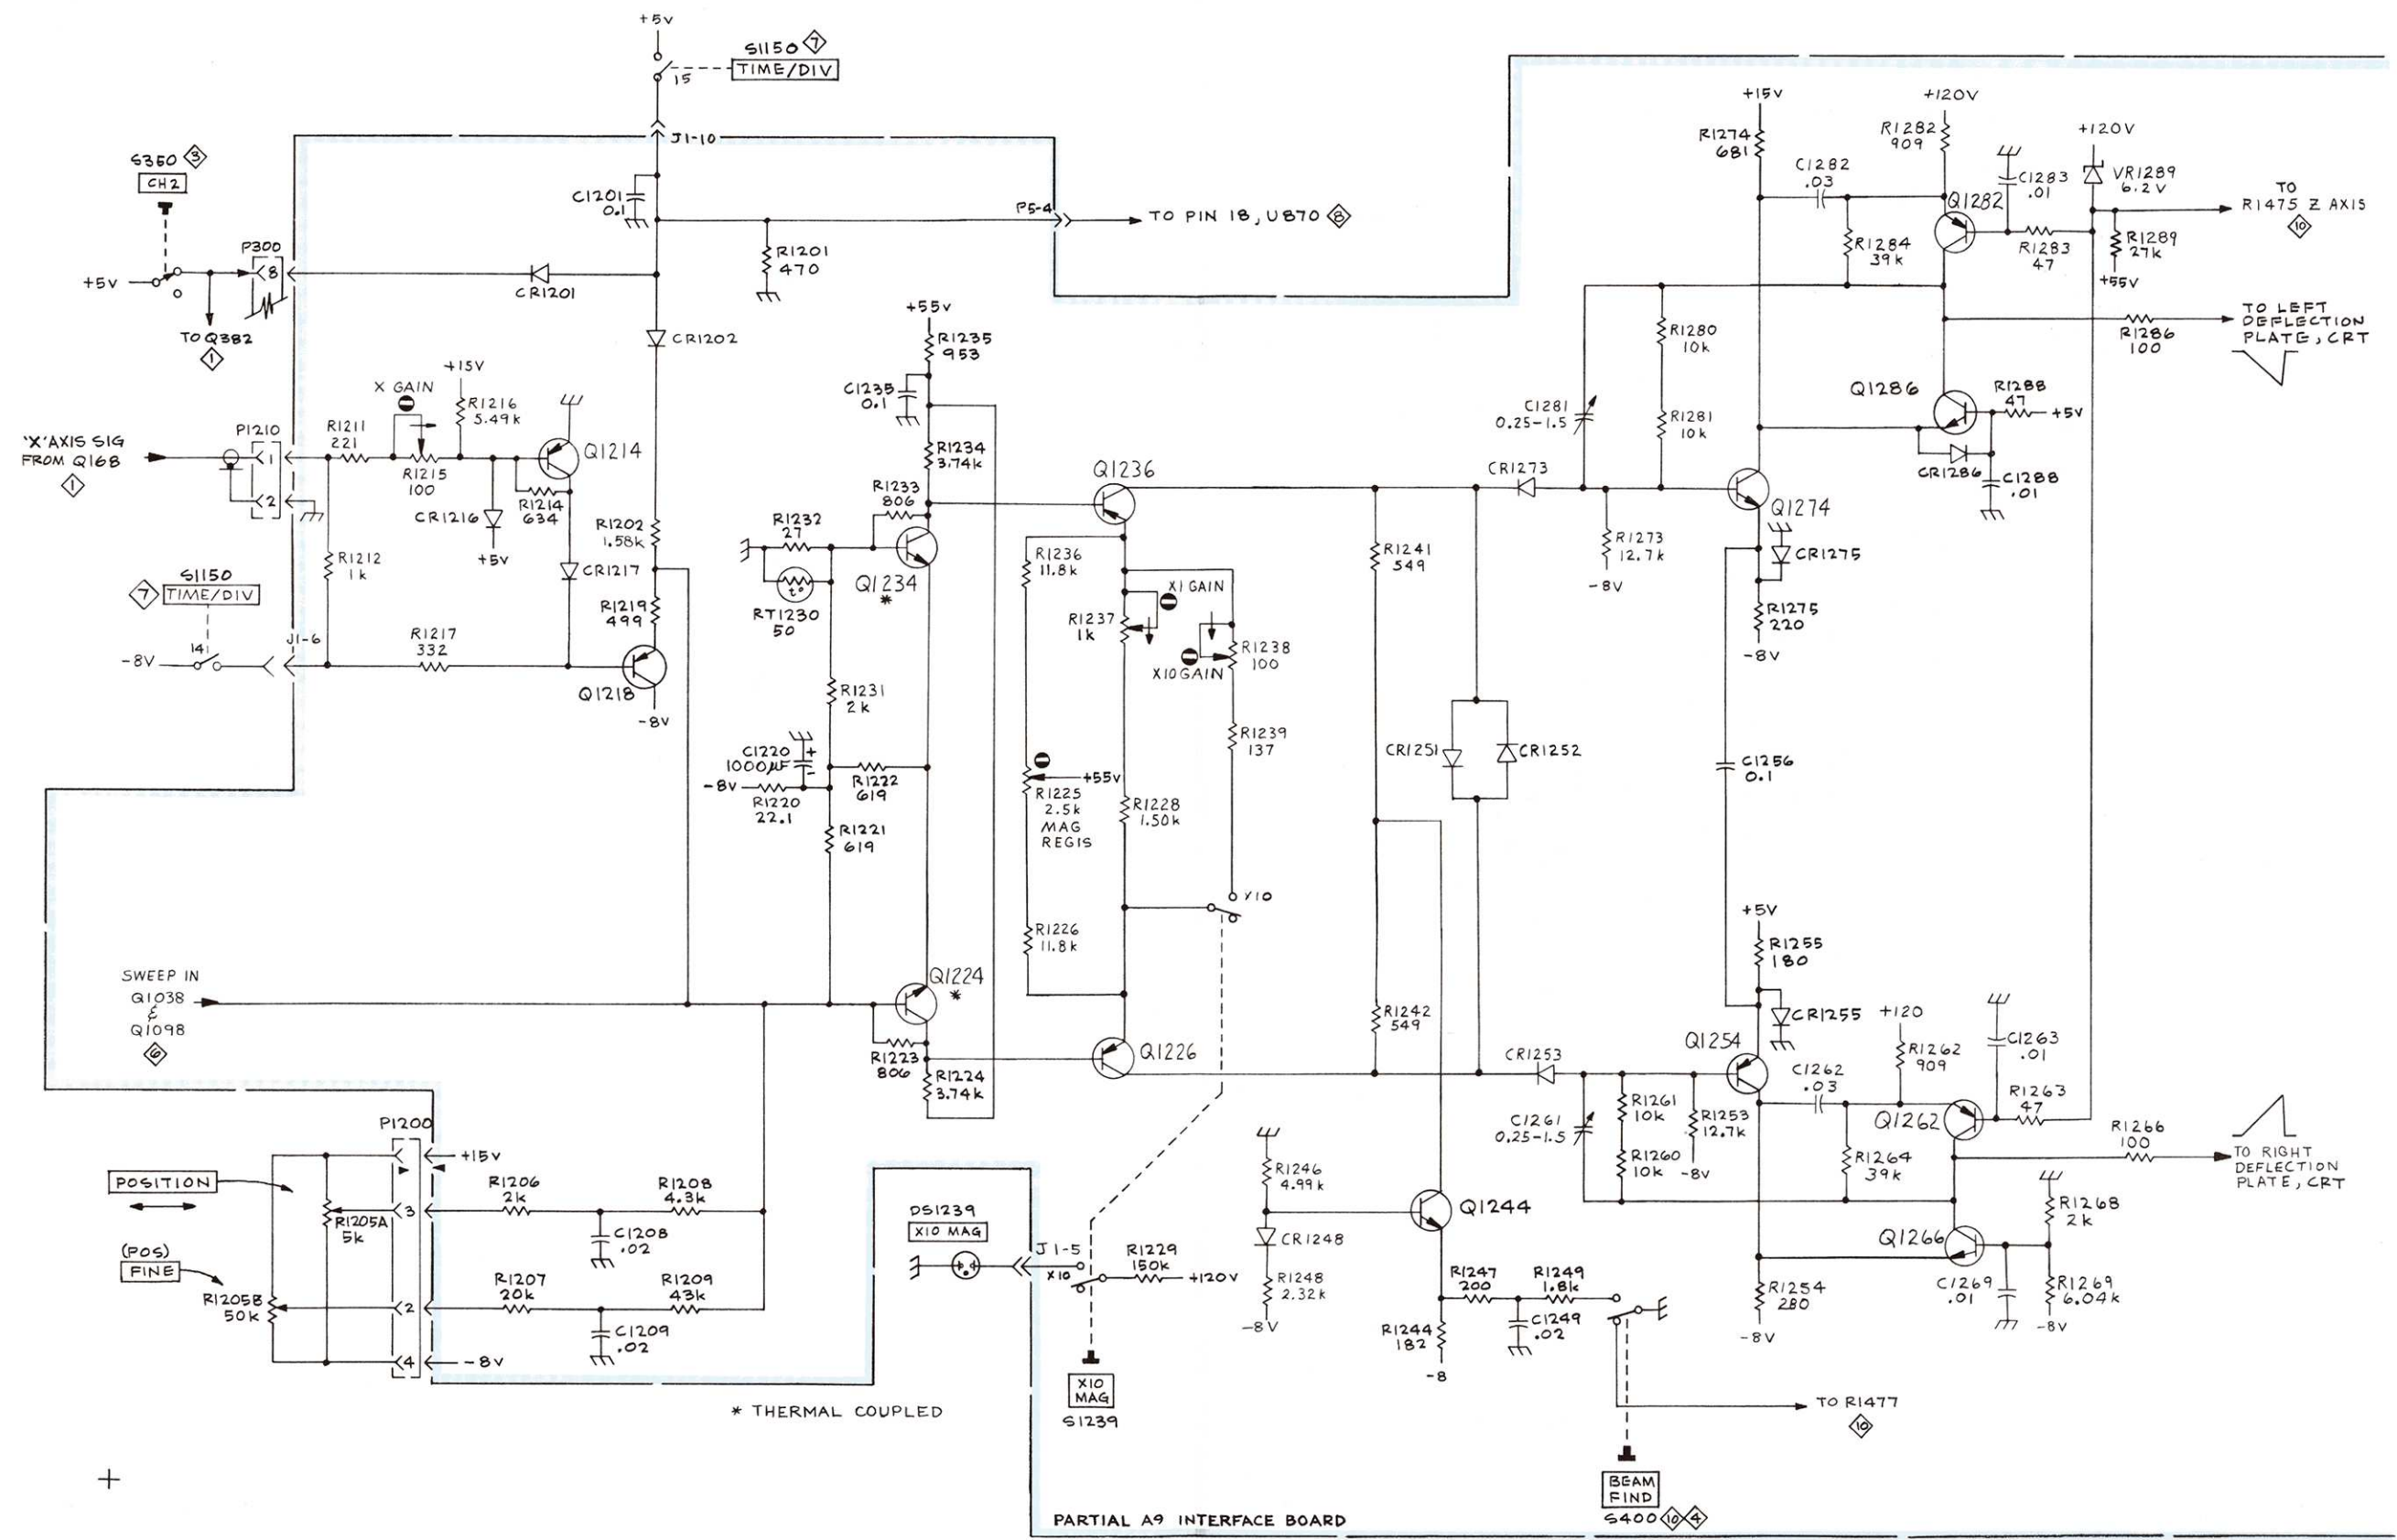 +5V
S1150 7
TIME/DIV
15
J1-10
S350 3
CH2
P300
8
+5V
TO Q382
1
CR1201
C1201
0.1
P5-4
TO PIN 18, U870 8
R1201
470
CR1202
+55V
R1235
953
C1235
0.1
X GAIN
+15V
R1216
5.49k
P1210
R1211
221
'X' AXIS SIG
FROM Q168
1
1
2
R1215
100
Q1214
R1214
634
CR1216
+5V
R1212
1k
CR1217
R1202
1.58k
S1150
7 TIME/DIV
R1219
499
J1-6
R1217
332
-8V
14
Q1218
-8V
R1234
3.74k
R1233
806
R1232
27
t°
RT1230
50
Q1234
*
R1231
2k
C1220
1000µF
+
-
-8V
R1220
22.1
R1222
619
R1221
619
Q1236
R1236
11.8k
X1 GAIN
R1237
1k
R1238
100
X10 GAIN
R1239
137
+55V
R1225
2.5k
MAG
REGIS
R1228
1.50k
X10
R1226
11.8k
SWEEP IN
Q1038
&
Q1098
6
Q1224
*
R1223
806
R1224
3.74k
Q1226
P1200
+15V
POSITION
3
R1205A
5k
R1206
2k
R1208
4.3k
C1208
.02
(POS)
FINE
R1205B
50k
2
R1207
20k
R1209
43k
C1209
.02
4
-8V
* THERMAL COUPLED
DS1239
X10 MAG
J1-5
X10
R1229
150k
+120V
X10
MAG
S1239
R1241
549
CR1251
CR1252
R1242
549
CR1273
CR1253
R1246
4.99k
CR1248
R1248
2.32k
-8V
Q1244
R1247
200
R1249
1.8k
C1249
.02
R1244
182
-8
TO R1477
10
BEAM
FIND
S400 10 4
PARTIAL A9 INTERFACE BOARD
+15V
R1274
681
+120V
R1282
909
+120V
C1282
.03
C1283
.01
VR1289
6.2V
Q1282
TO
R1475 Z AXIS
10
R1284
39k
R1283
47
R1289
27k
+55V
TO LEFT
DEFLECTION
PLATE, CRT
R1286
100
R1280
10k
C1281
0.25-1.5
R1281
10k
Q1286
R1288
47
+5V
CR1286
C1288
.01
Q1274
R1273
12.7k
-8V
CR1275
R1275
220
-8V
C1256
0.1
+5V
R1255
180
CR1255
+120
Q1254
C1262
.03
R1262
909
C1263
.01
R1263
47
Q1262
C1261
0.25-1.5
R1261
10k
R1253
12.7k
R1260
10k
-8V
R1264
39k
R1266
100
TO RIGHT
DEFLECTION
PLATE, CRT
R1268
2k
Q1266
R1254
280
-8V
C1269
.01
R1269
6.04k
-8V